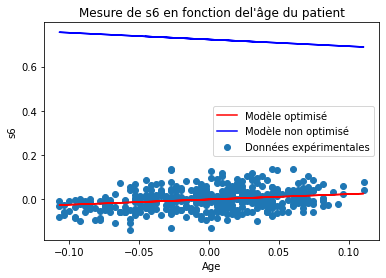 Mesure de s6 en fonction del'âge du patient
0.6
0.4
0.2
0.0
s6
Modèle optimisé
Modèle non optimisé
Données expérimentales
−0.10
−0.05
0.00
0.05
0.10
Age